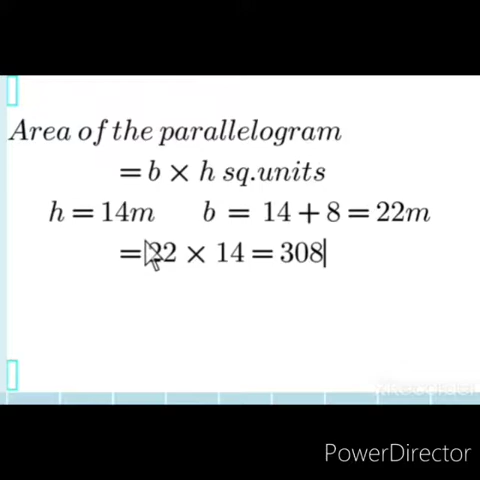 Area of the parallelogram
= b × h sq.units
h = 14m b = 14 + 8 = 22m
= 22 × 14 = 308
PowerDirector